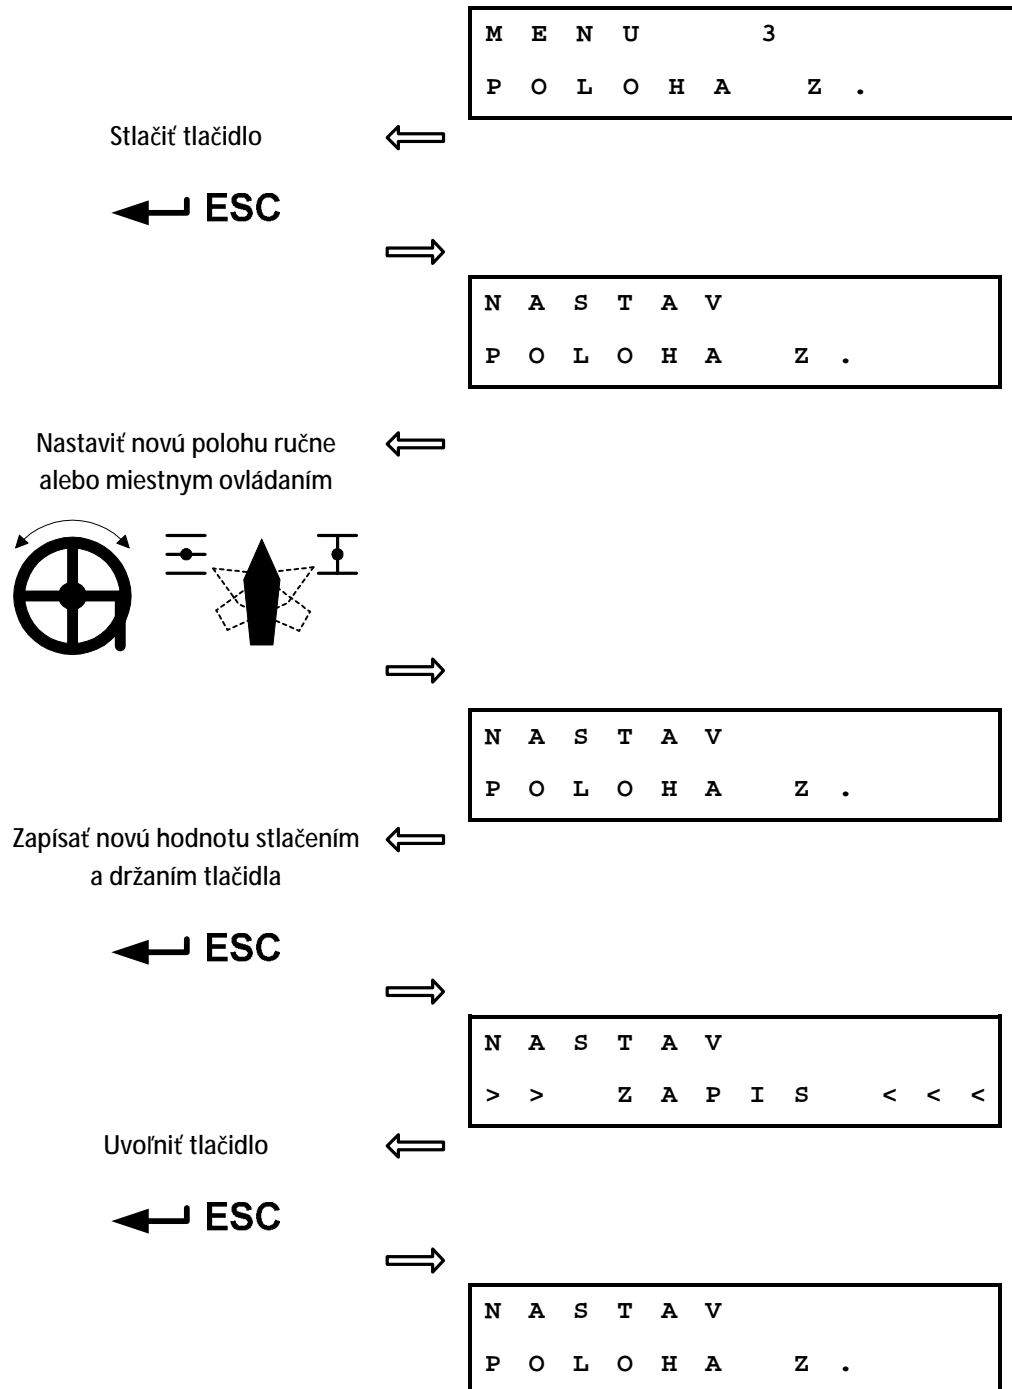 M E N U 3
P O L O H A Z .
Stlačiť tlačidlo
ESC
N A S T A V
P O L O H A Z .
Nastaviť novú polohu ručne
alebo miestnym ovládaním
N A S T A V
P O L O H A Z .
Zapísať novú hodnotu stlačením
a držaním tlačidla
ESC
N A S T A V
> > Z A P I S < < <
Uvoľniť tlačidlo
ESC
N A S T A V
P O L O H A Z .